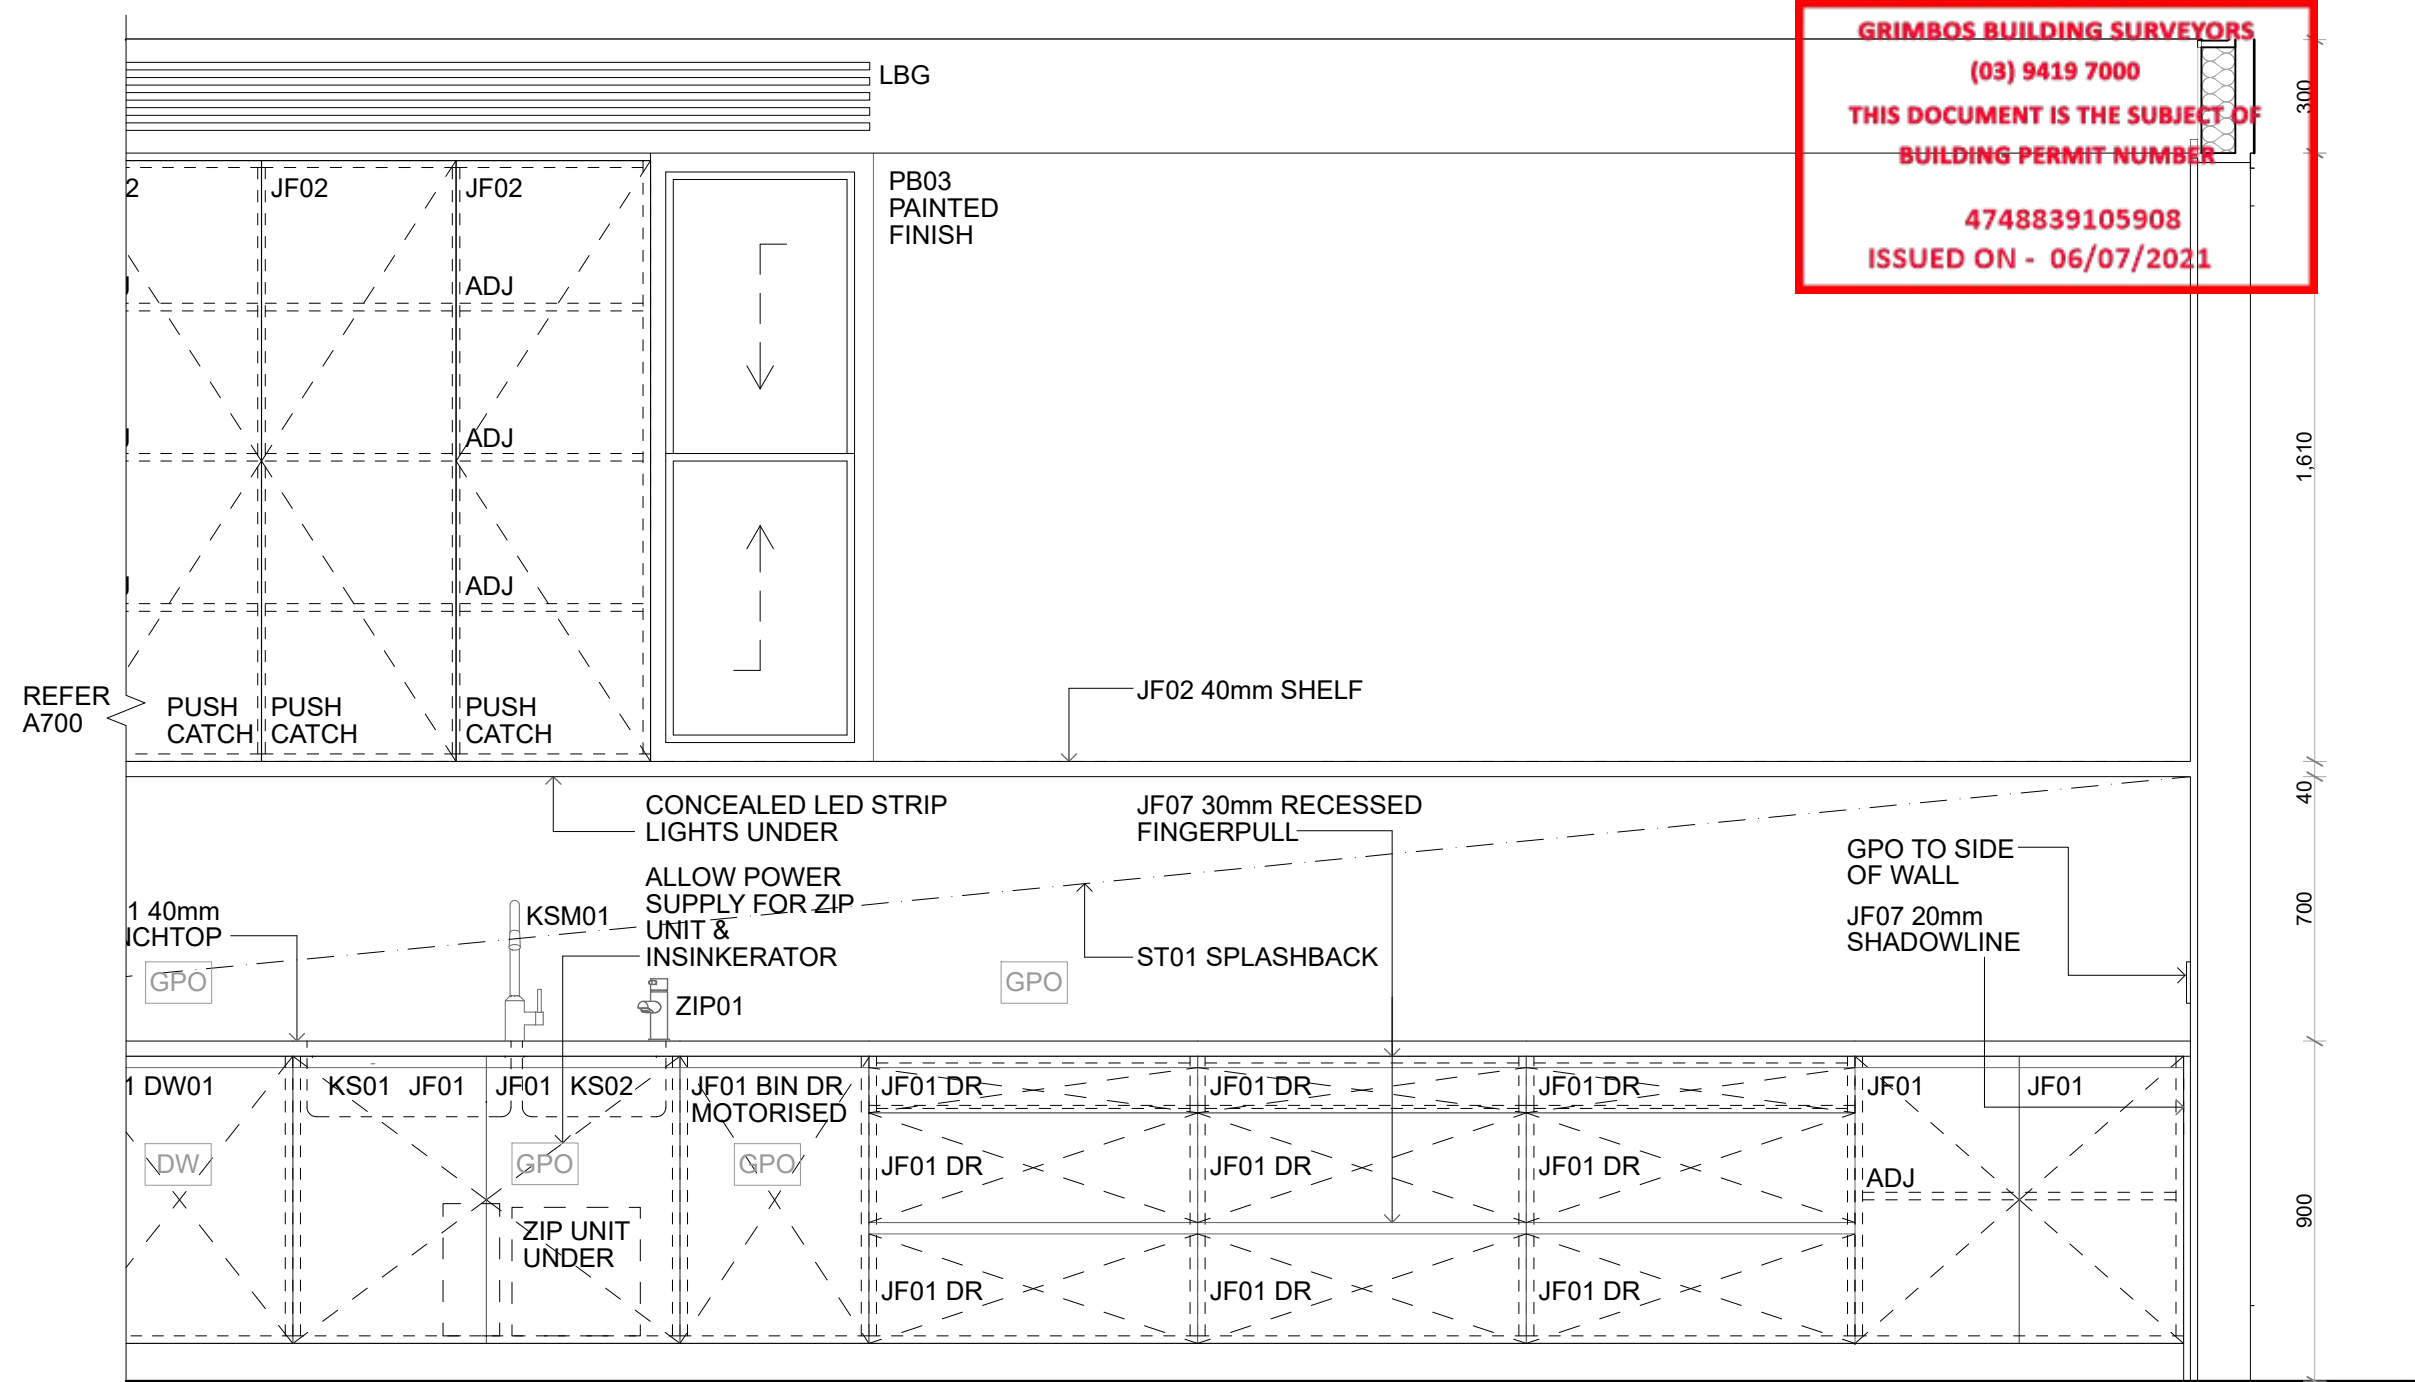 GRIMBOS BUILDING SURVEYORS
(03) 9419 7000
THIS DOCUMENT IS THE SUBJECT OF
BUILDING PERMIT NUMBER
4748839105908
ISSUED ON - 06/07/2021
LBG
300
2
JF02
JF02
PB03
PAINTED
FINISH
ADJ
ADJ
1,610
ADJ
REFER
A700
PUSH
CATCH
PUSH
CATCH
PUSH
CATCH
JF02 40mm SHELF
40
CONCEALED LED STRIP
LIGHTS UNDER
JF07 30mm RECESSED
FINGERPULL
GPO TO SIDE
OF WALL
ALLOW POWER
SUPPLY FOR ZIP
UNIT &
INSINKERATOR
1 40mm
NCHTOP
KSM01
JF07 20mm
SHADOWLINE
700
ST01 SPLASHBACK
GPO
GPO
ZIP01
1 DW01
KS01
JF01
JF01
KS02
JF01 BIN DR
MOTORISED
JF01 DR
JF01 DR
JF01 DR
JF01
JF01
DW
GPO
GPO
JF01 DR
JF01 DR
JF01 DR
ADJ
900
ZIP UNIT
UNDER
JF01 DR
JF01 DR
JF01 DR